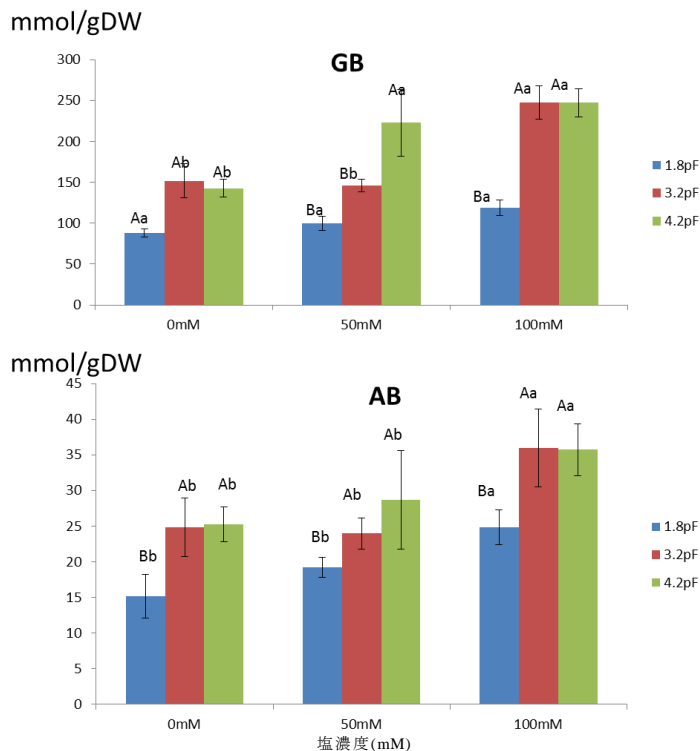 mmol/gDW
GB
300
250
200
150
100
50
0
Aa Ab Ab Ba Bb Aa Ba Aa Aa
0mM 50mM 100mM
1.8pF
3.2pF
4.2pF
mmol/gDW
AB
45
40
35
30
25
20
15
10
5
0
Bb Ab Ab Bb Ab Ab Ba Aa Aa
0mM 50mM 100mM
塩濃度(mM)
1.8pF
3.2pF
4.2pF